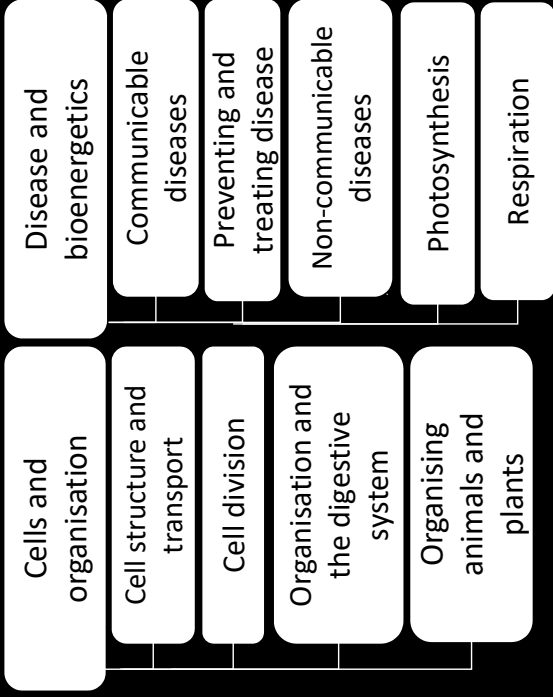 Cells and
organisation
Cell structure and
transport
Cell division
Organisation and
the digestive
system
Organising
animals and
plants
Disease and
bioenergetics
Communicable
diseases
Preventing and
treating disease
Non-communicable
diseases
Photosynthesis
Respiration